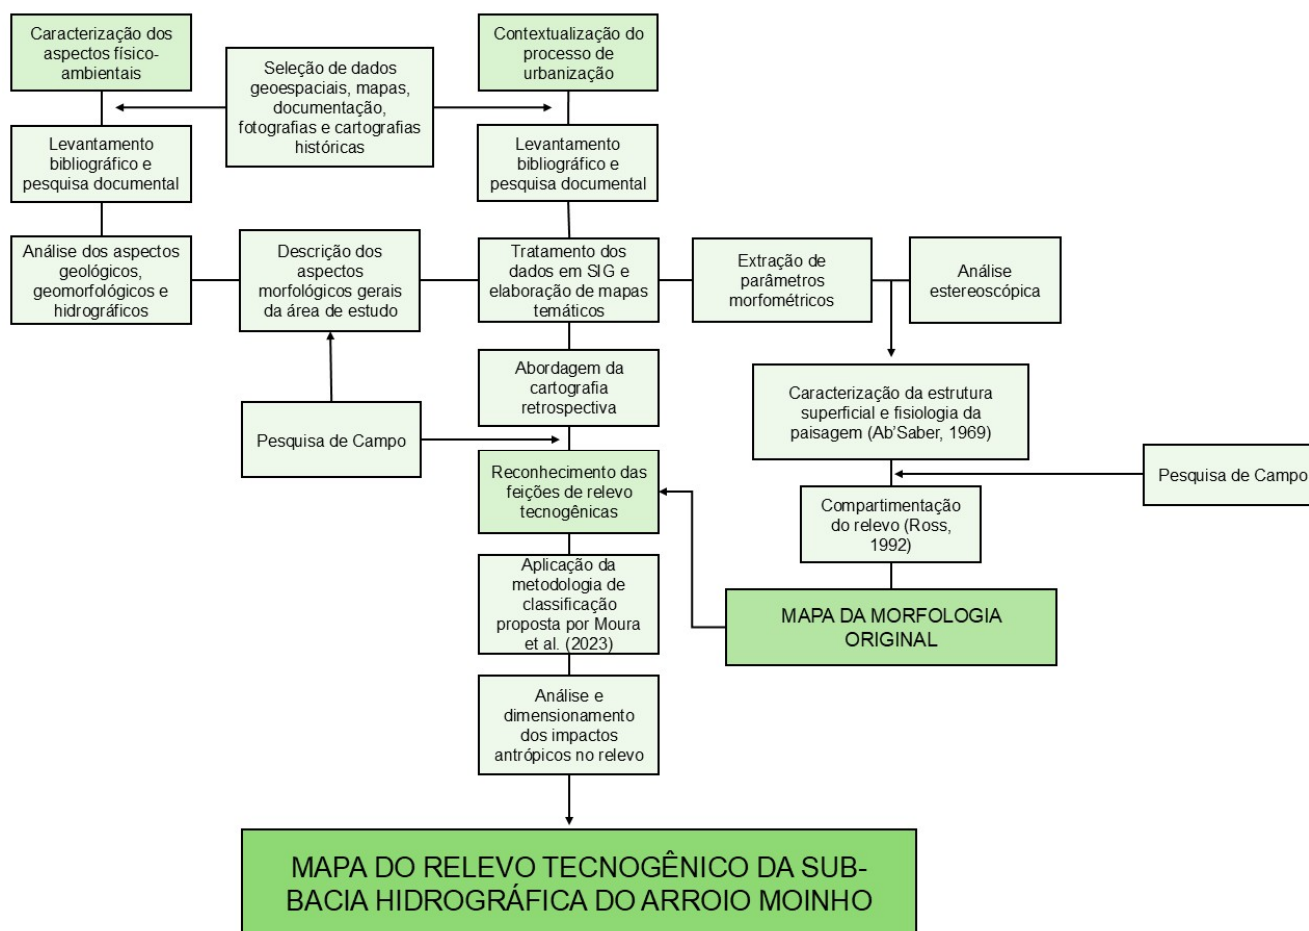 Caracterização dos
aspectos físico-
ambientais
Seleção de dados
geoespaciais, mapas,
documentação,
fotografias e cartografias
históricas
Contextualização do
processo de
urbanização
Levantamento
bibliográfico e
pesquisa documental
Levantamento
bibliográfico e
pesquisa documental
Análise dos aspectos
geológicos,
geomorfológicos e
hidrográficos
Descrição dos
aspectos
morfológicos gerais
da área de estudo
Tratamento dos
dados em SIG e
elaboração de mapas
temáticos
Extração de
parâmetros
morfométricos
Análise
estereoscópica
Abordagem da
cartografia
retrospectiva
Caracterização da estrutura
superficial e fisiologia da
paisagem (Ab'Saber, 1969)
Pesquisa de Campo
Pesquisa de Campo
Reconhecimento das
feições de relevo
tecnogênicas
Compartimentação
do relevo (Ross,
1992)
Aplicação da
metodologia de
classificação
proposta por Moura
et al. (2023)
MAPA DA MORFOLOGIA
ORIGINAL
Análise e
dimensionamento
dos impactos
antrópicos no relevo
MAPA DO RELEVO TECNOGÊNICO DA SUB-
BACIA HIDROGRÁFICA DO ARROIO MOINHO